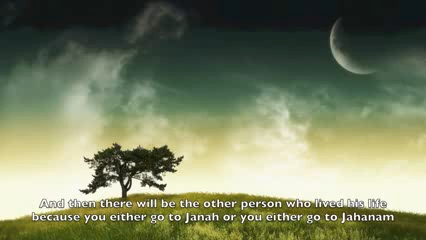 And then there will be the other person who lived his life
because you either go to Janah or you either go to Jahanam